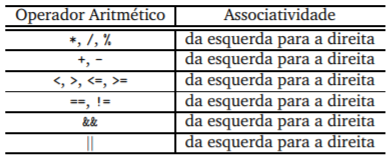 Operador Aritmético Associatividade
*, /, % da esquerda para a direita
+, - da esquerda para a direita
<, >, <=, >= da esquerda para a direita
==, != da esquerda para a direita
&& da esquerda para a direita
|| da esquerda para a direita